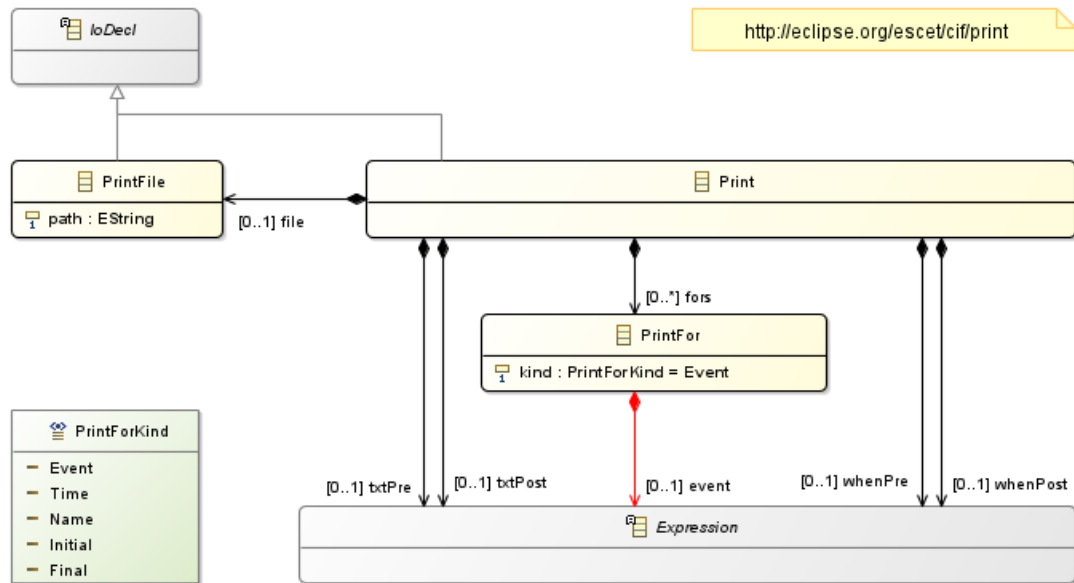 IoDecl
http://eclipse.org/escet/cif/print
PrintFile
path : EString
[0..1] file
Print
[0..*] fors
PrintFor
kind : PrintForKind = Event
PrintForKind
Event
Time
Name
Initial
Final
[0..1] txtPre
[0..1] txtPost
[0..1] event
[0..1] whenPre
[0..1] whenPost
Expression